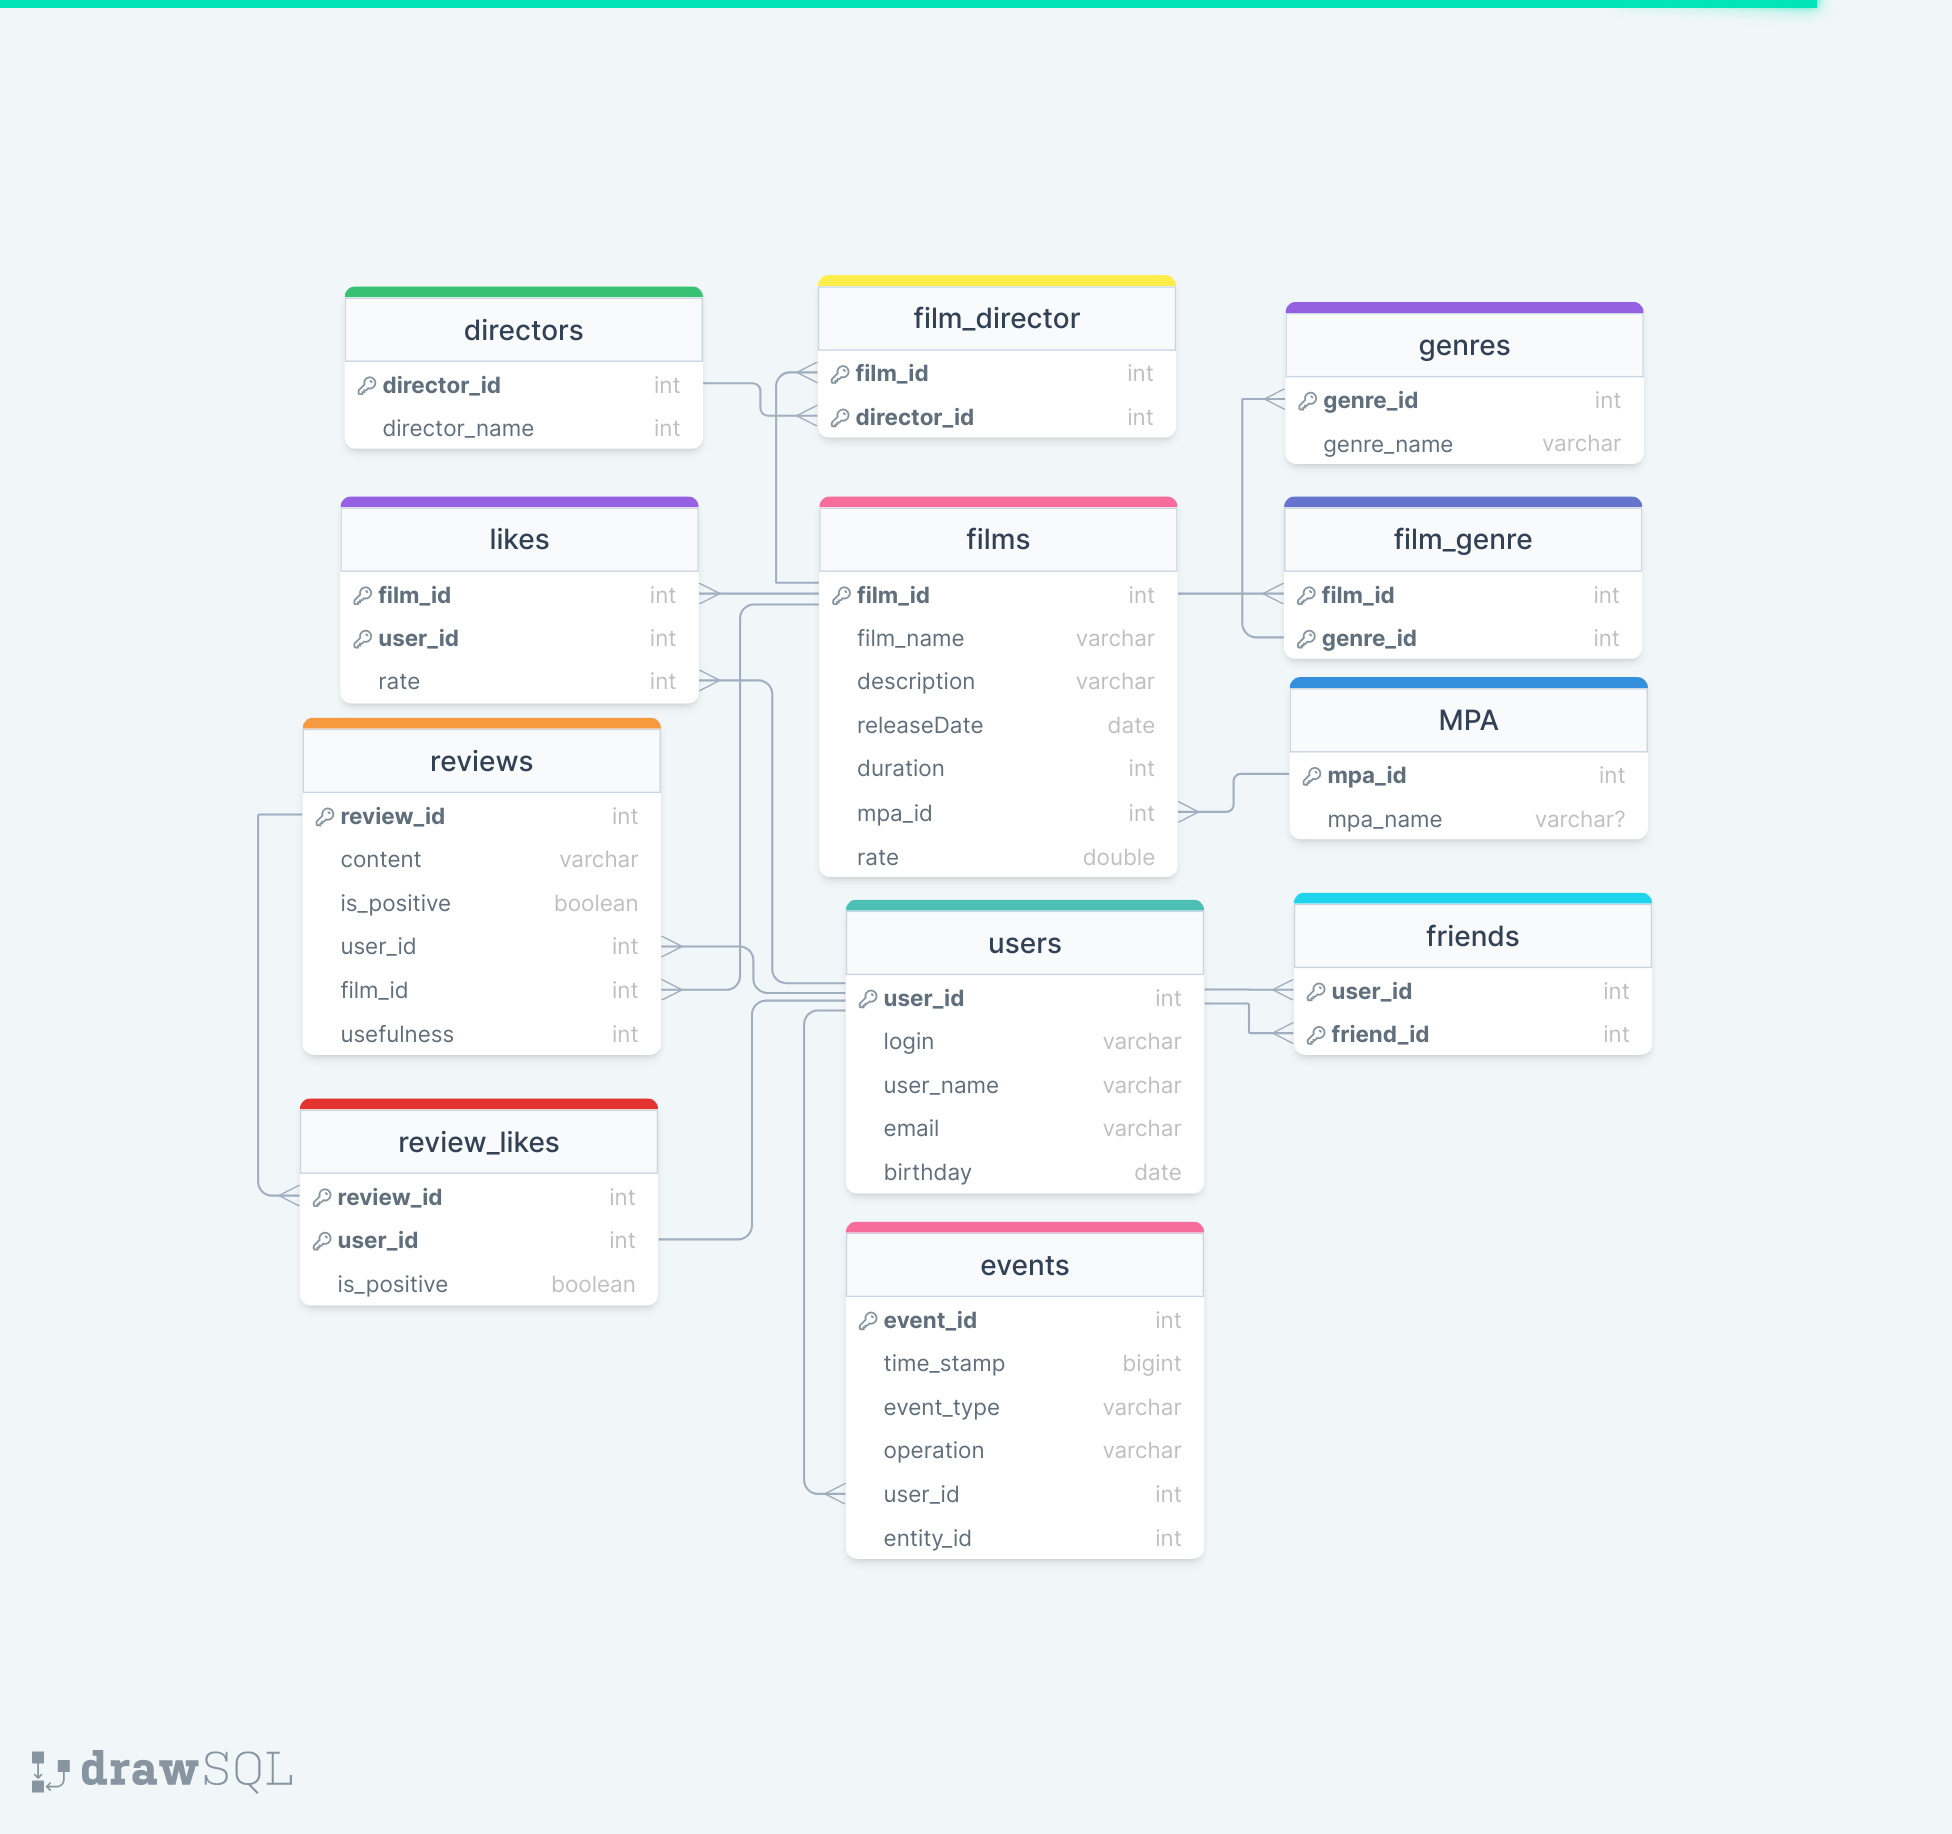 directors
director_id int
director_name int
film_director
film_id int
director_id int
genres
genre_id int
genre_name varchar
likes
film_id int
user_id int
rate int
films
film_id int
film_name varchar
description varchar
releaseDate date
duration int
mpa_id int
rate double
film_genre
film_id int
genre_id int
MPA
mpa_id int
mpa_name varchar?
reviews
review_id int
content varchar
is_positive boolean
user_id int
film_id int
usefulness int
users
user_id int
login varchar
user_name varchar
email varchar
birthday date
friends
user_id int
friend_id int
review_likes
review_id int
user_id int
is_positive boolean
events
event_id int
time_stamp bigint
event_type varchar
operation varchar
user_id int
entity_id int
drawSQL